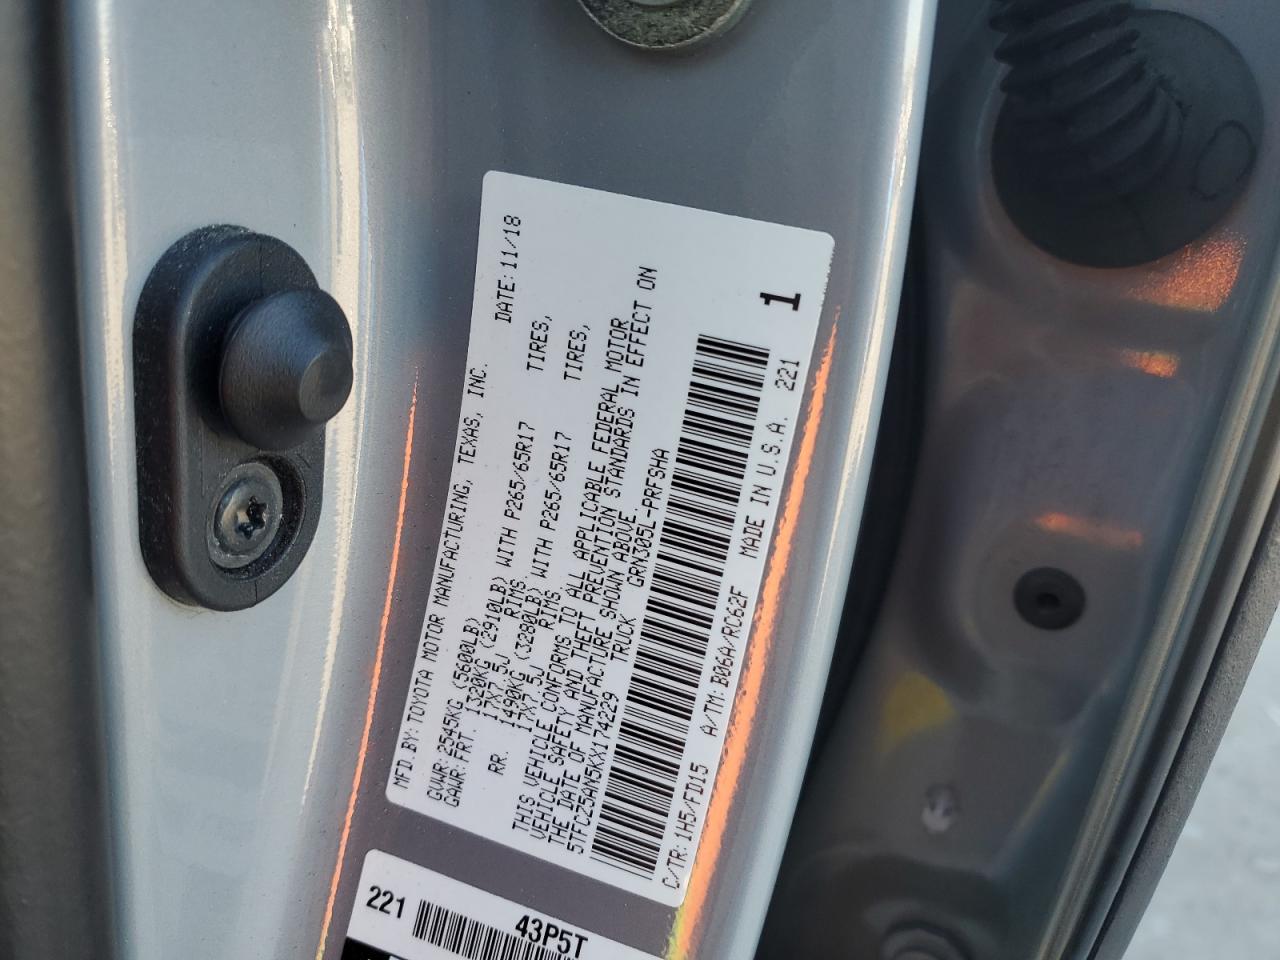 MFD.BY:TOYOTA MOTOR MANUFACTURING, TEXAS, INC. DATE:11/18
GVWR:2545KG (5600LB)
GAWR:FRT. 1320KG (2910LB) WITH P265/65R17 TIRES,
17X7.5J RIMS
RR. 1490KG (3280LB) WITH P265/65R17 TIRES,
17X7.5J RIMS
THIS VEHICLE CONFORMS TO ALL APPLICABLE FEDERAL MOTOR
VEHICLE SAFETY AND THEFT PREVENTION STANDARDS IN EFFECT ON
THE DATE OF MANUFACTURE SHOWN ABOVE.
5TFCZ5AN5KX174229 TRUCK GRN305L-PRFSHA
C/TR:1H5/FD15 A/TM:B06A/RC62F MADE IN U.S.A. 221
1
221 43P5T